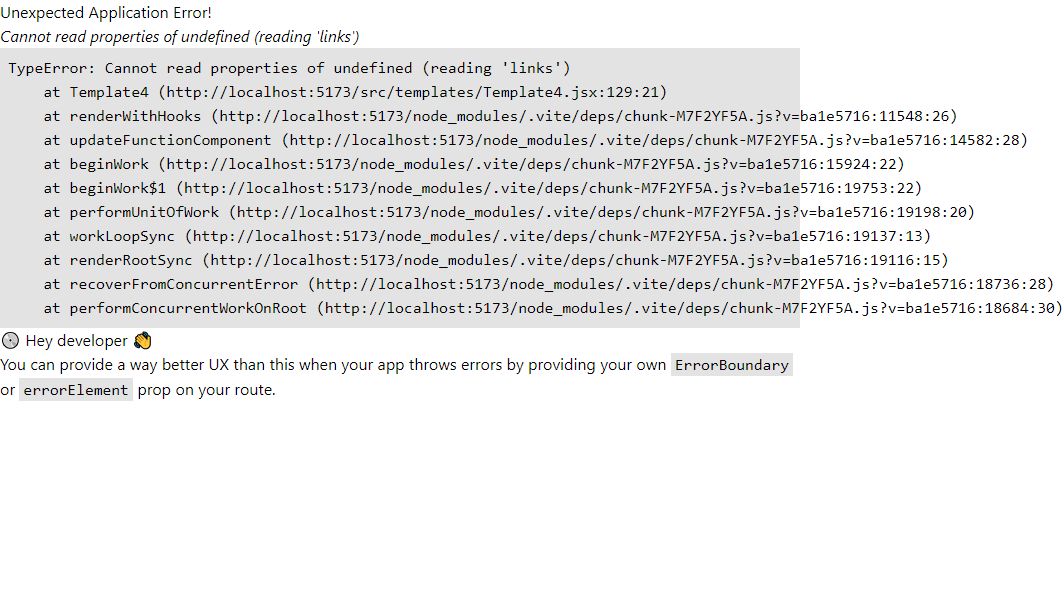 Unexpected Application Error!
Cannot read properties of undefined (reading 'links')
TypeError: Cannot read properties of undefined (reading 'links')
at Template4 (http://localhost:5173/src/templates/Template4.jsx:129:21)
at renderWithHooks (http://localhost:5173/node_modules/.vite/deps/chunk-M7F2YF5A.js?v=ba1e5716:11548:26)
at updateFunctionComponent (http://localhost:5173/node_modules/.vite/deps/chunk-M7F2YF5A.js?v=ba1e5716:14582:28)
at beginWork (http://localhost:5173/node_modules/.vite/deps/chunk-M7F2YF5A.js?v=ba1e5716:15924:22)
at beginWork$1 (http://localhost:5173/node_modules/.vite/deps/chunk-M7F2YF5A.js?v=ba1e5716:19753:22)
at performUnitOfWork (http://localhost:5173/node_modules/.vite/deps/chunk-M7F2YF5A.js?v=ba1e5716:19198:20)
at workLoopSync (http://localhost:5173/node_modules/.vite/deps/chunk-M7F2YF5A.js?v=ba1e5716:19137:13)
at renderRootSync (http://localhost:5173/node_modules/.vite/deps/chunk-M7F2YF5A.js?v=ba1e5716:19116:15)
at recoverFromConcurrentError (http://localhost:5173/node_modules/.vite/deps/chunk-M7F2YF5A.js?v=ba1e5716:18736:28)
at performConcurrentWorkOnRoot (http://localhost:5173/node_modules/.vite/deps/chunk-M7F2YF5A.js?v=ba1e5716:18684:30)
💿 Hey developer 👋
You can provide a way better UX than this when your app throws errors by providing your own ErrorBoundary
or errorElement prop on your route.